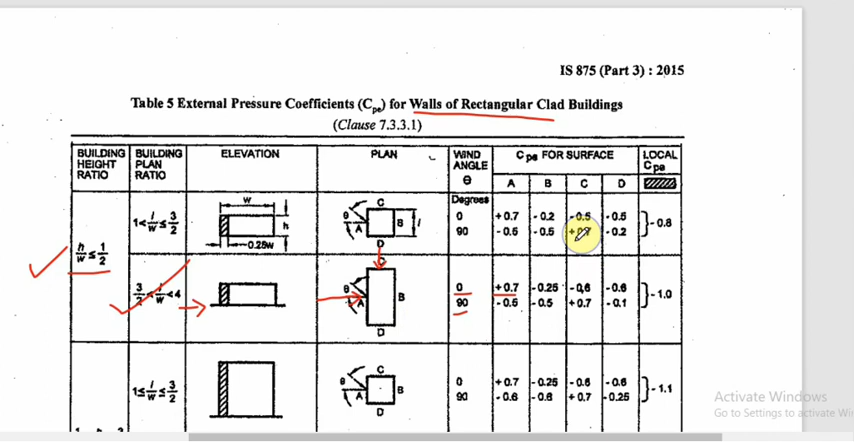 IS 875 (Part 3) : 2015
Table 5 External Pressure Coefficients (Cpe) for Walls of Rectangular Clad Buildings
(Clause 7.3.3.1)
BUILDING HEIGHT RATIO BUILDING PLAN RATIO ELEVATION PLAN WIND ANGLE θ Cpe FOR SURFACE LOCAL Cpe
A B C D
Degrees
h/w ≤ 1/2
1 < l/w ≤ 3/2 w h 0.25w C θ A B l D 0 +0.7 -0.2 -0.5 -0.5 }-0.8
90 -0.5 -0.5 -0.2
3/2 < l/w < 4 θ A B D 0 +0.7 -0.25 -0.6 -0.6 }-1.0
90 -0.5 -0.5 +0.7 -0.1
1 ≤ l/w ≤ 3/2 C θ A B D 0 +0.7 -0.25 -0.6 -0.6 }-1.1
90 -0.6 -0.6 +0.7 -0.25
Activate Windows
Go to Settings to activate Wi